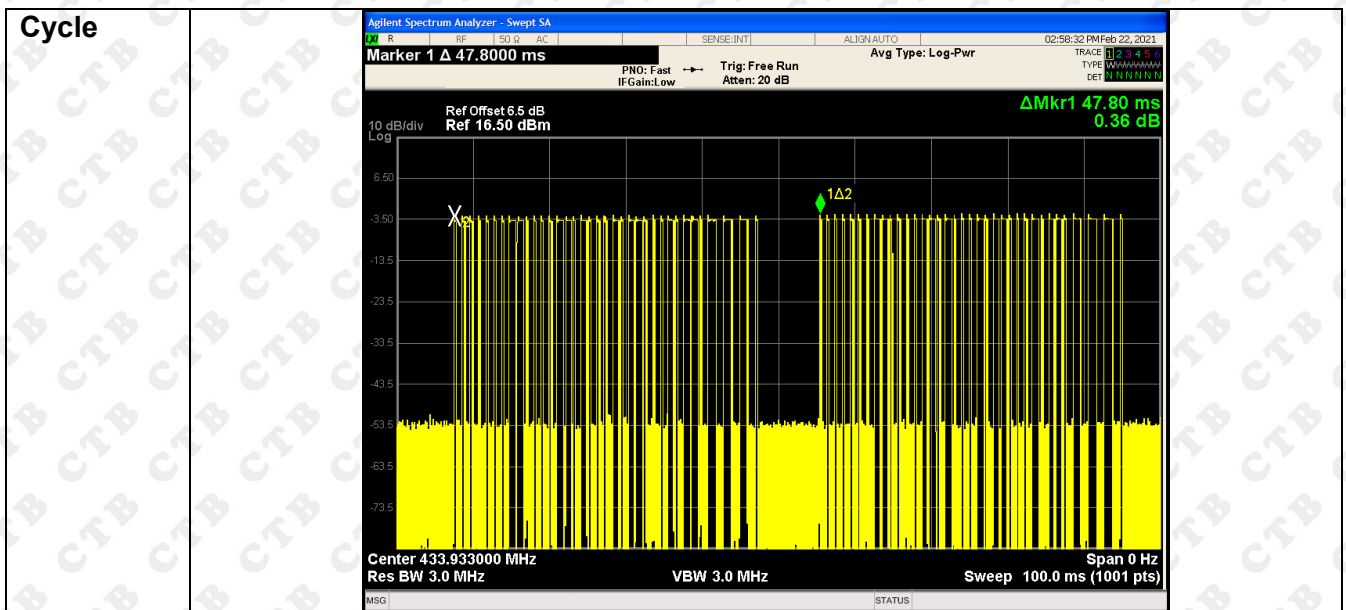 Cycle
Agilent Spectrum Analyzer - Swept SA
LXI R RF 50 Ω AC SENSE:INT ALIGN AUTO 02:58:32 PM Feb 22, 2021
Marker 1 Δ 47.8000 ms Avg Type: Log-Pwr TRACE 1 2 3 4 5 6
PNO: Fast Trig: Free Run TYPE W
IFGain:Low Atten: 20 dB DET N N N N N N
ΔMkr1 47.80 ms
0.36 dB
Ref Offset 6.5 dB
10 dB/div Ref 16.50 dBm
Log
6.50
1Δ2
-3.50
X2
-13.5
-23.5
-33.5
-43.5
-53.5
-63.5
-73.5
Center 433.933000 MHz Span 0 Hz
Res BW 3.0 MHz VBW 3.0 MHz Sweep 100.0 ms (1001 pts)
MSG STATUS
CTB